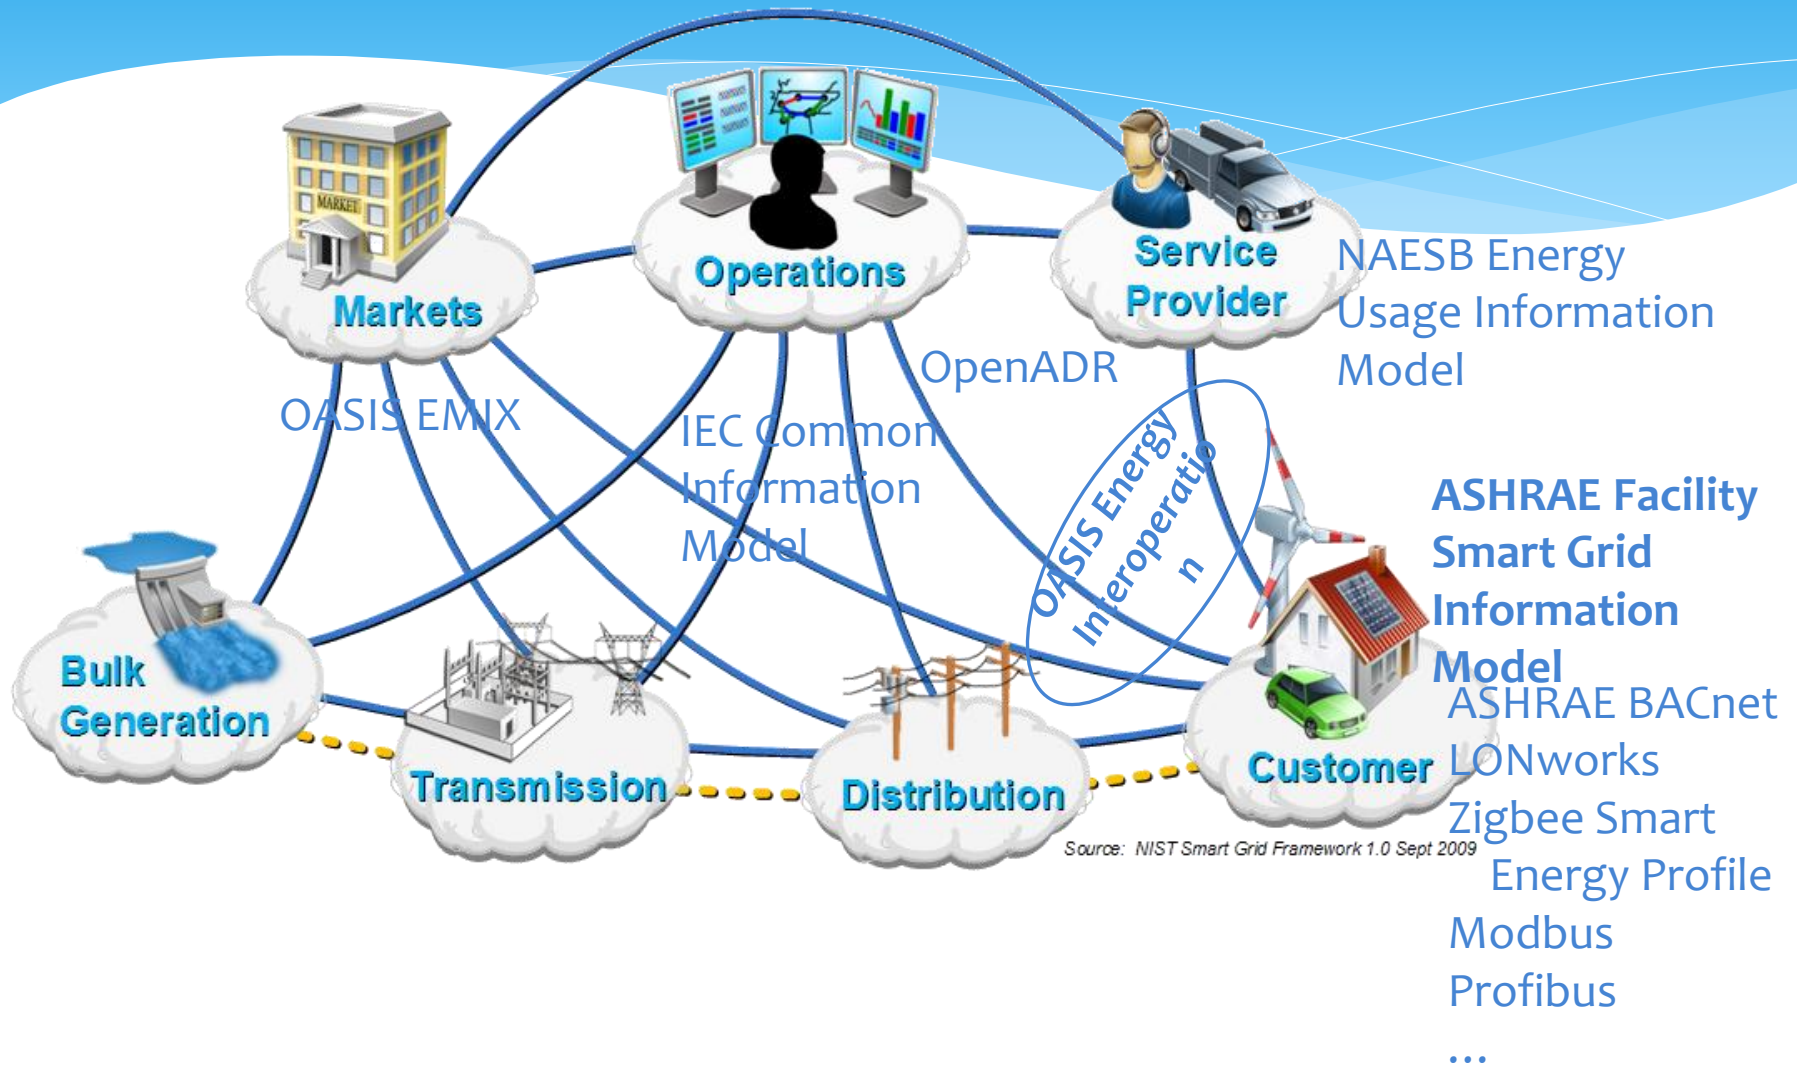 MARKET
Markets
Operations
Service
Provider
NAESB Energy
Usage Information
Model
OpenADR
OASIS EMIX
IEC Common
Information
Model
OASIS Energy
Interoperatio
n
ASHRAE Facility
Smart Grid
Information
Model
Bulk
Generation
Transmission
Distribution
Customer
ASHRAE BACnet
LONworks
Zigbee Smart
Energy Profile
Modbus
Profibus
...
Source: NIST Smart Grid Framework 1.0 Sept 2009